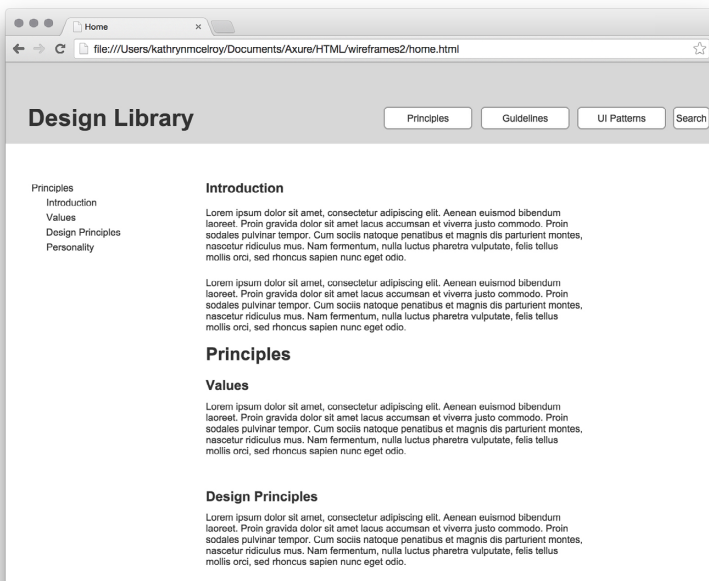 Home
file:///Users/kathrynmcelroy/Documents/Axure/HTML/wireframes2/home.html
Design Library
Principles
Guidelines
UI Patterns
Search
Principles
Introduction
Values
Design Principles
Personality
Introduction
Lorem ipsum dolor sit amet, consectetur adipiscing elit. Aenean euismod bibendum
laoreet. Proin gravida dolor sit amet lacus accumsan et viverra justo commodo. Proin
sodales pulvinar tempor. Cum sociis natoque penatibus et magnis dis parturient montes,
nascetur ridiculus mus. Nam fermentum, nulla luctus pharetra vulputate, felis tellus
mollis orci, sed rhoncus sapien nunc eget odio.
Lorem ipsum dolor sit amet, consectetur adipiscing elit. Aenean euismod bibendum
laoreet. Proin gravida dolor sit amet lacus accumsan et viverra justo commodo. Proin
sodales pulvinar tempor. Cum sociis natoque penatibus et magnis dis parturient montes,
nascetur ridiculus mus. Nam fermentum, nulla luctus pharetra vulputate, felis tellus
mollis orci, sed rhoncus sapien nunc eget odio.
Principles
Values
Lorem ipsum dolor sit amet, consectetur adipiscing elit. Aenean euismod bibendum
laoreet. Proin gravida dolor sit amet lacus accumsan et viverra justo commodo. Proin
sodales pulvinar tempor. Cum sociis natoque penatibus et magnis dis parturient montes,
nascetur ridiculus mus. Nam fermentum, nulla luctus pharetra vulputate, felis tellus
mollis orci, sed rhoncus sapien nunc eget odio.
Design Principles
Lorem ipsum dolor sit amet, consectetur adipiscing elit. Aenean euismod bibendum
laoreet. Proin gravida dolor sit amet lacus accumsan et viverra justo commodo. Proin
sodales pulvinar tempor. Cum sociis natoque penatibus et magnis dis parturient montes,
nascetur ridiculus mus. Nam fermentum, nulla luctus pharetra vulputate, felis tellus
mollis orci, sed rhoncus sapien nunc eget odio.